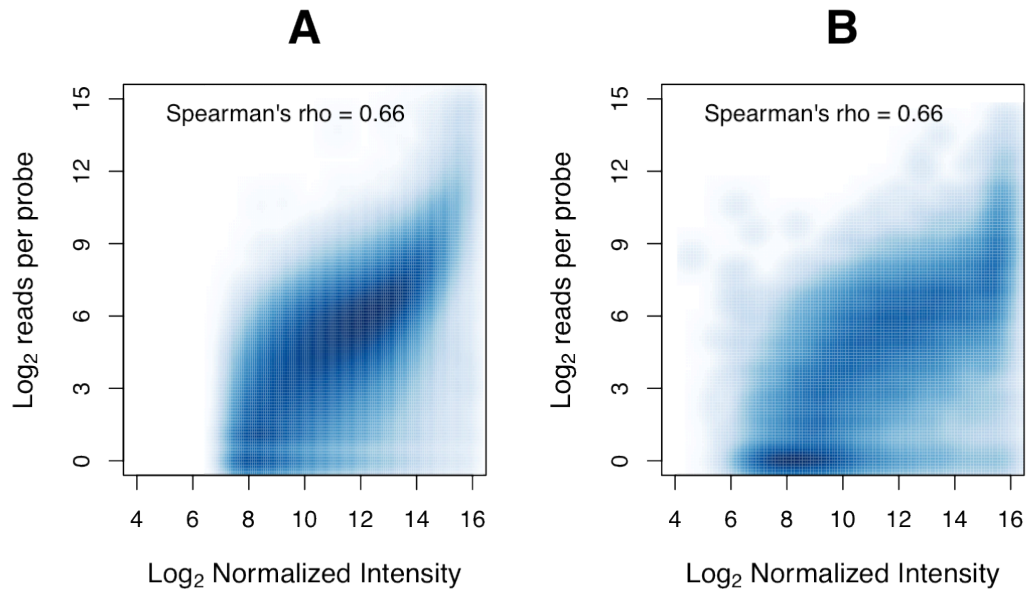 A
B
Spearman's rho = 0.66
Spearman's rho = 0.66
Log₂ reads per probe
15
12
9
6
3
0
Log₂ reads per probe
15
12
9
6
3
0
4 6 8 10 12 14 16
4 6 8 10 12 14 16
Log₂ Normalized Intensity
Log₂ Normalized Intensity